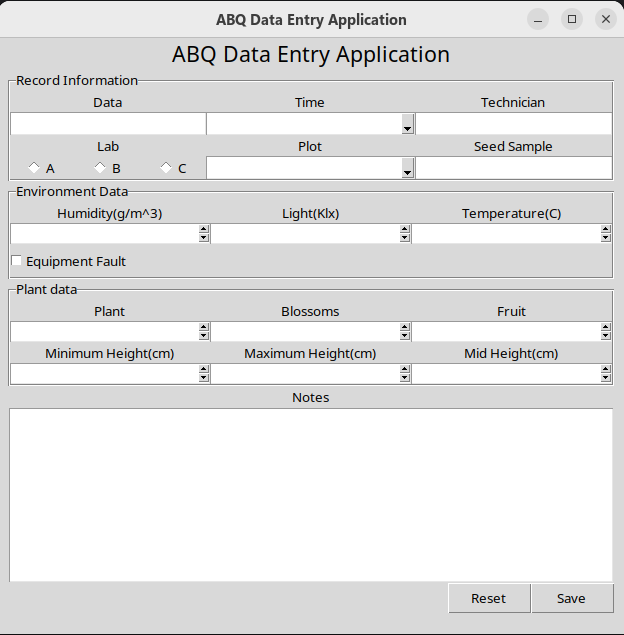 ABQ Data Entry Application
ABQ Data Entry Application
Record Information
Data Time Technician
Lab Plot Seed Sample
A B C
Environment Data
Humidity(g/m^3) Light(Klx) Temperature(C)
Equipment Fault
Plant data
Plant Blossoms Fruit
Minimum Height(cm) Maximum Height(cm) Mid Height(cm)
Notes
Reset Save